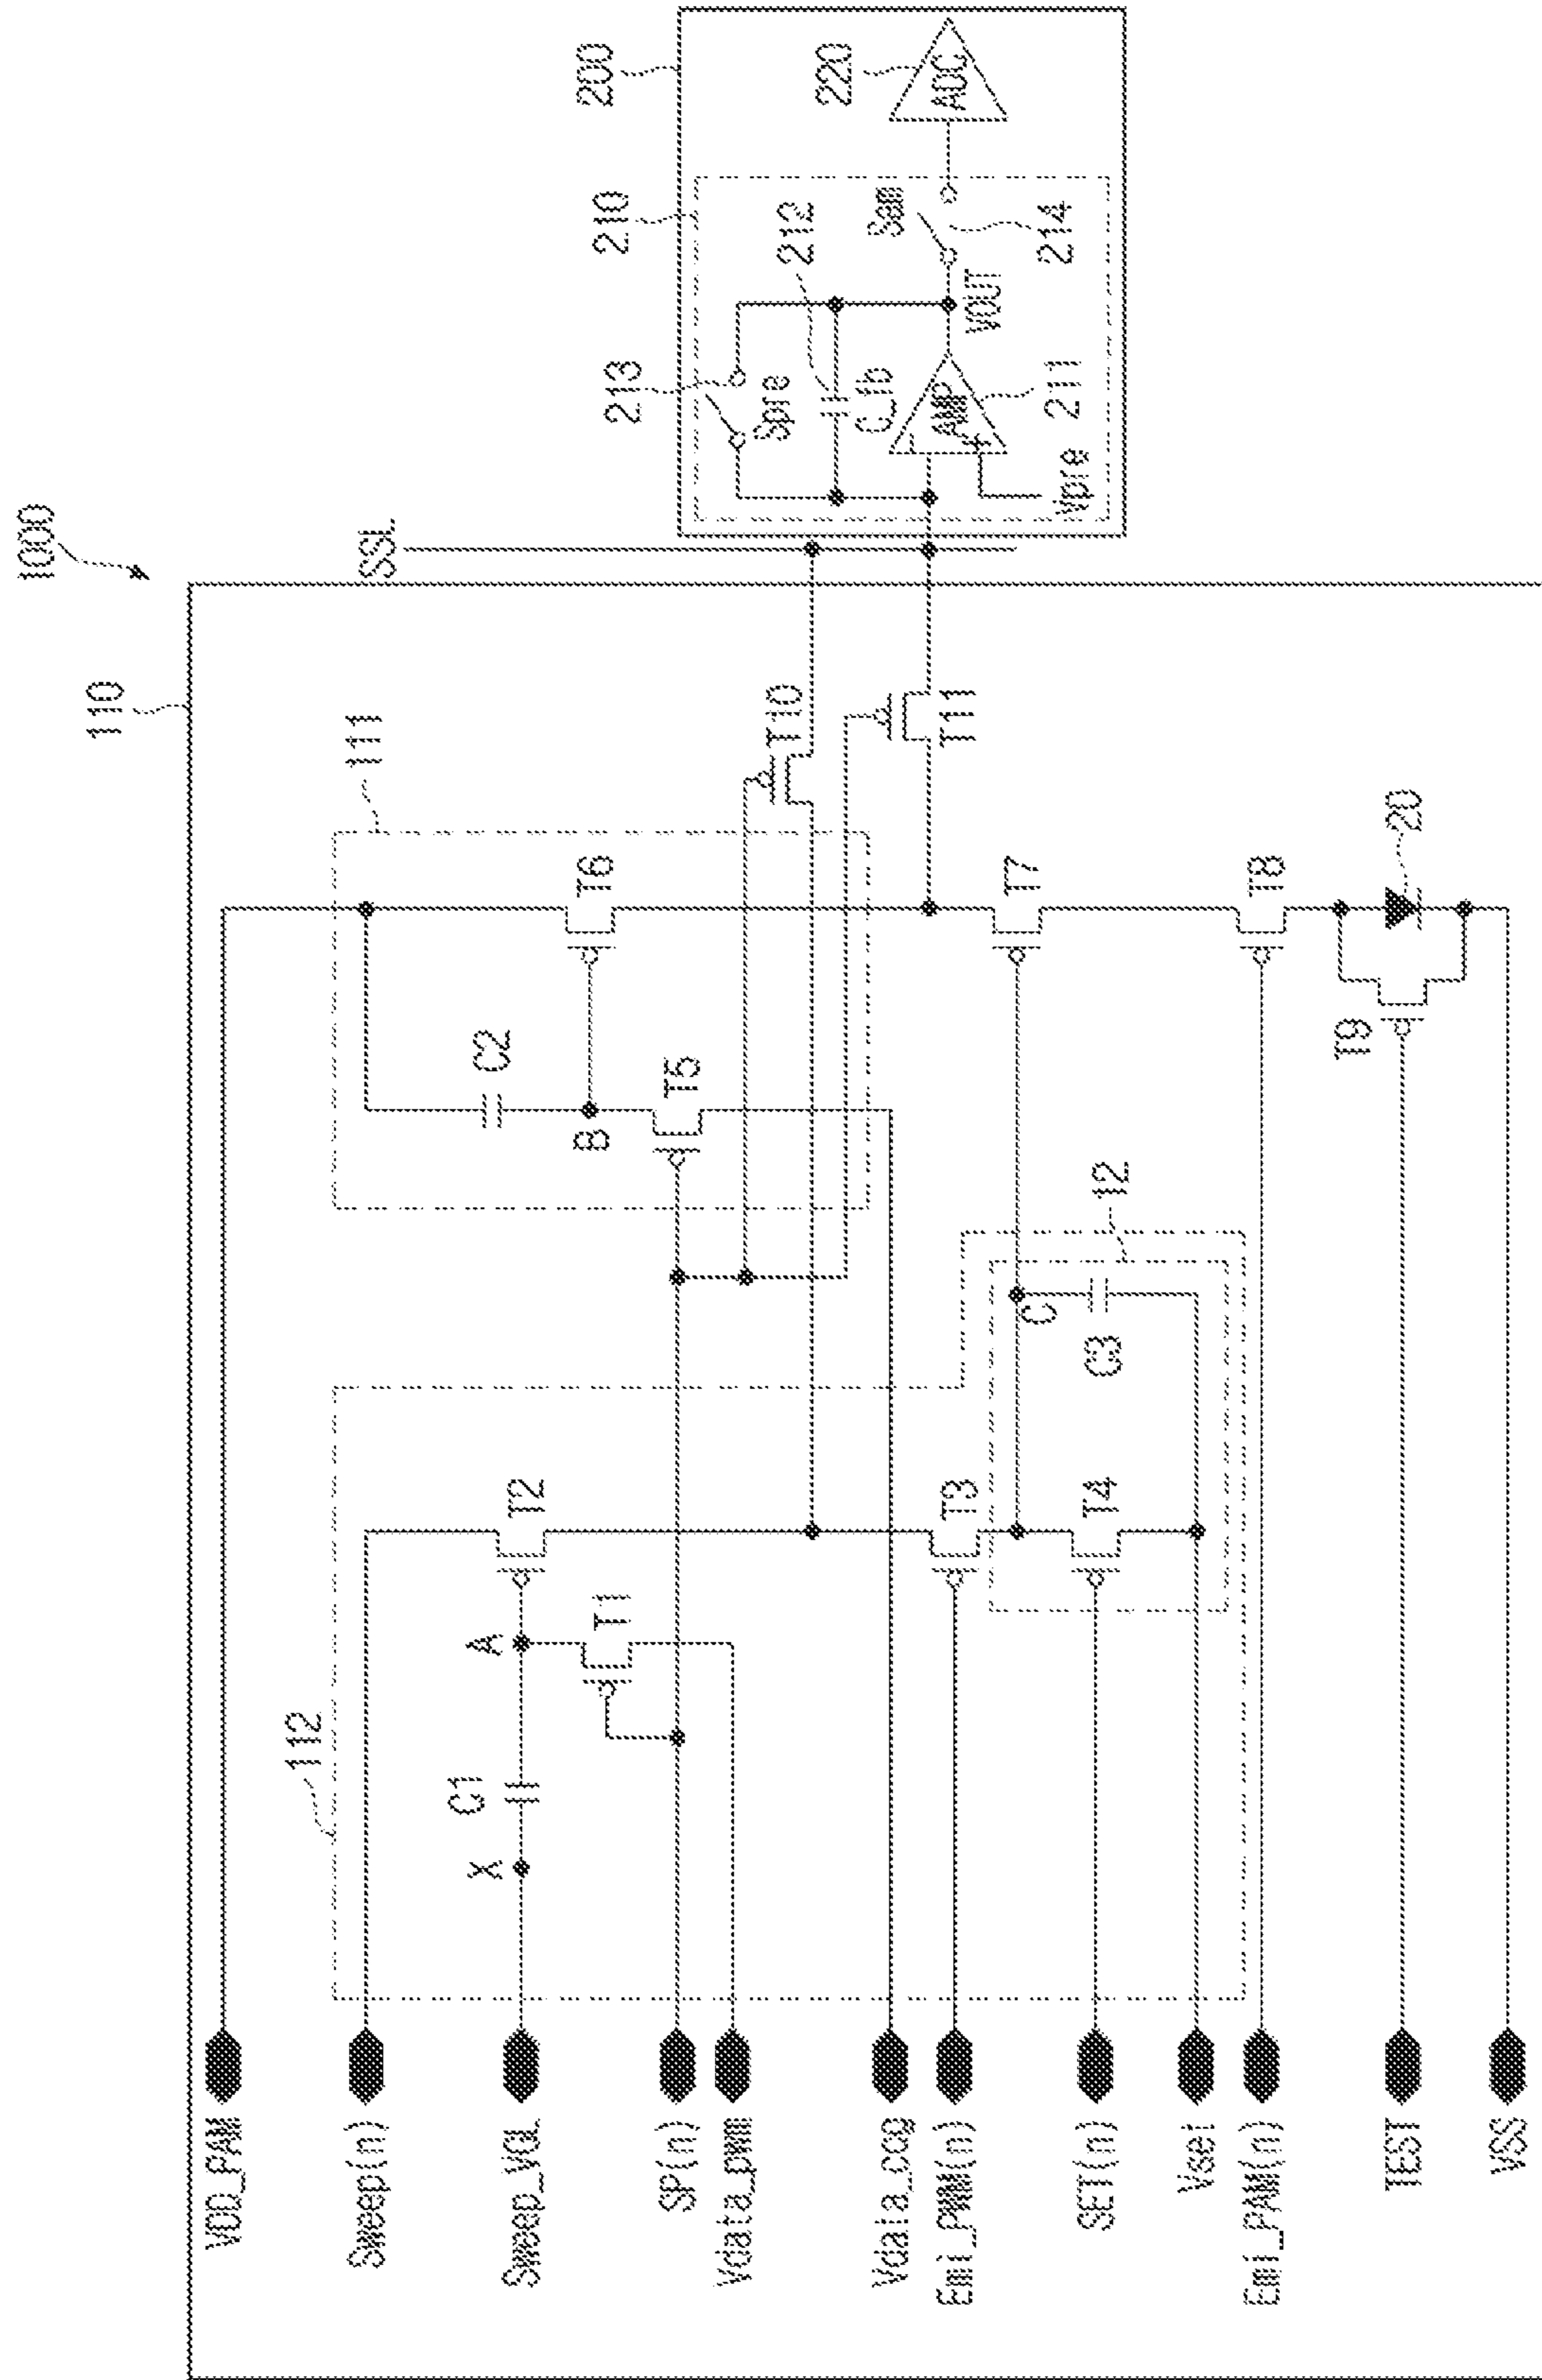 1000
110
SSL
200
210
213
Spre
212
C_fb
AMP
-
+
211
Vpre
VOUT
Sam
214
220
ADC
111
T6
C2
B
T5
T10
T11
T7
T8
20
T9
12
C
C3
112
T2
A
T1
C1
X
T3
T4
VDD_PAM
Sweep(n)
Sweep_VGL
SP(n)
Vdata_pwm
Vdata_ccg
Emi_PWM(n)
SET(n)
Vset
Emi_PAM(n)
TEST
VSS